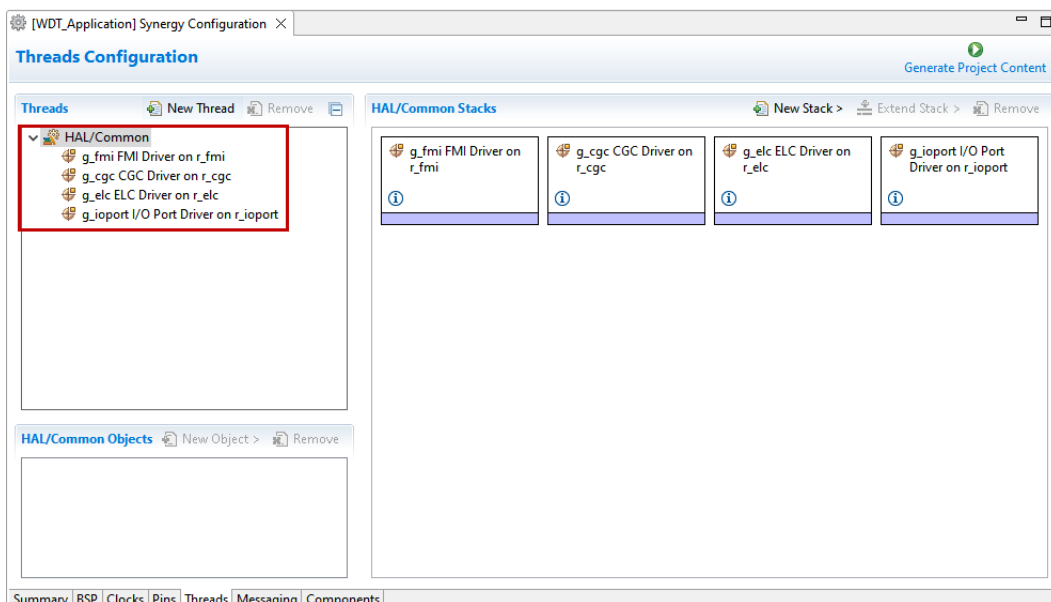 [WDT_Application] Synergy Configuration
Threads Configuration
Generate Project Content
Threads New Thread Remove
HAL/Common
g_fmi FMI Driver on r_fmi
g_cgc CGC Driver on r_cgc
g_elc ELC Driver on r_elc
g_ioport I/O Port Driver on r_ioport
HAL/Common Stacks New Stack > Extend Stack > Remove
g_fmi FMI Driver on
r_fmi
g_cgc CGC Driver on
r_cgc
g_elc ELC Driver on
r_elc
g_ioport I/O Port
Driver on r_ioport
HAL/Common Objects New Object > Remove
Summary BSP Clocks Pins Threads Messaging Components